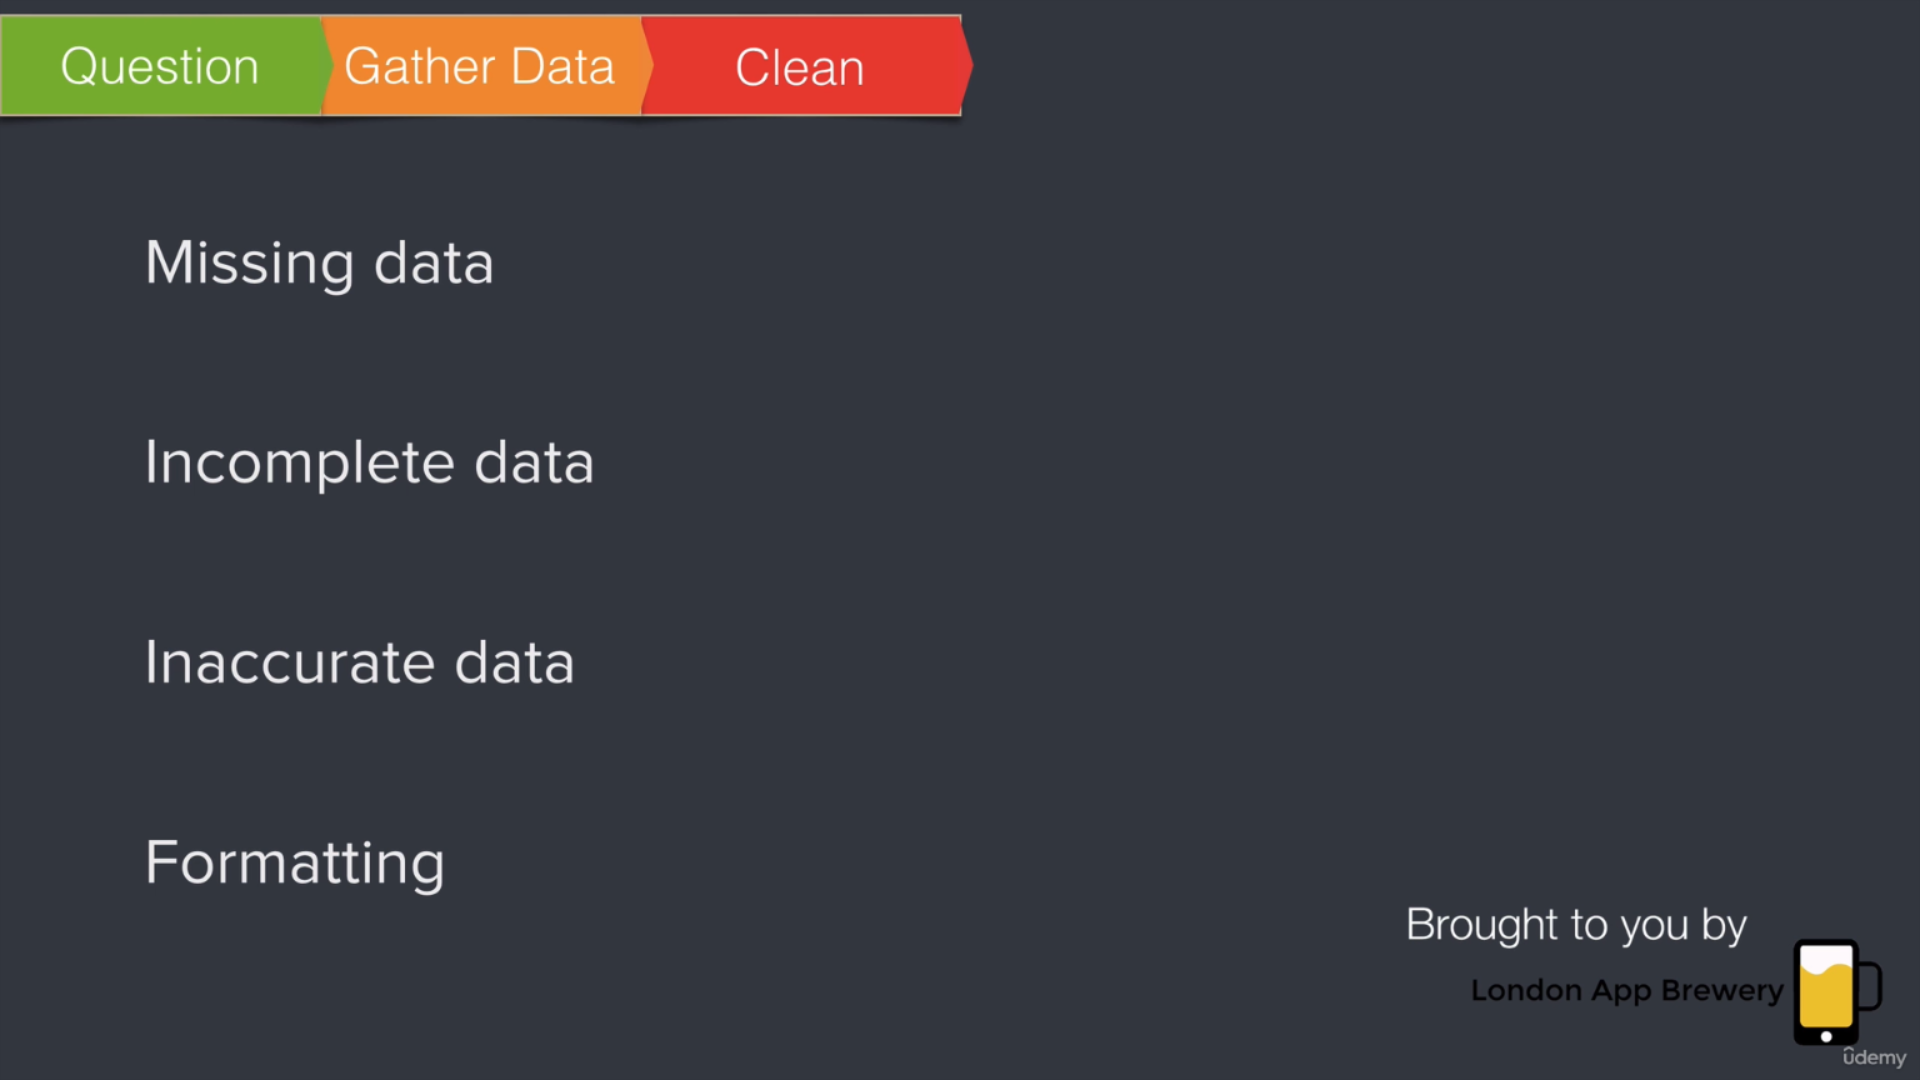 Question
Gather Data
Clean
Missing data
Incomplete data
Inaccurate data
Formatting
Brought to you by
London App Brewery
ûdemy